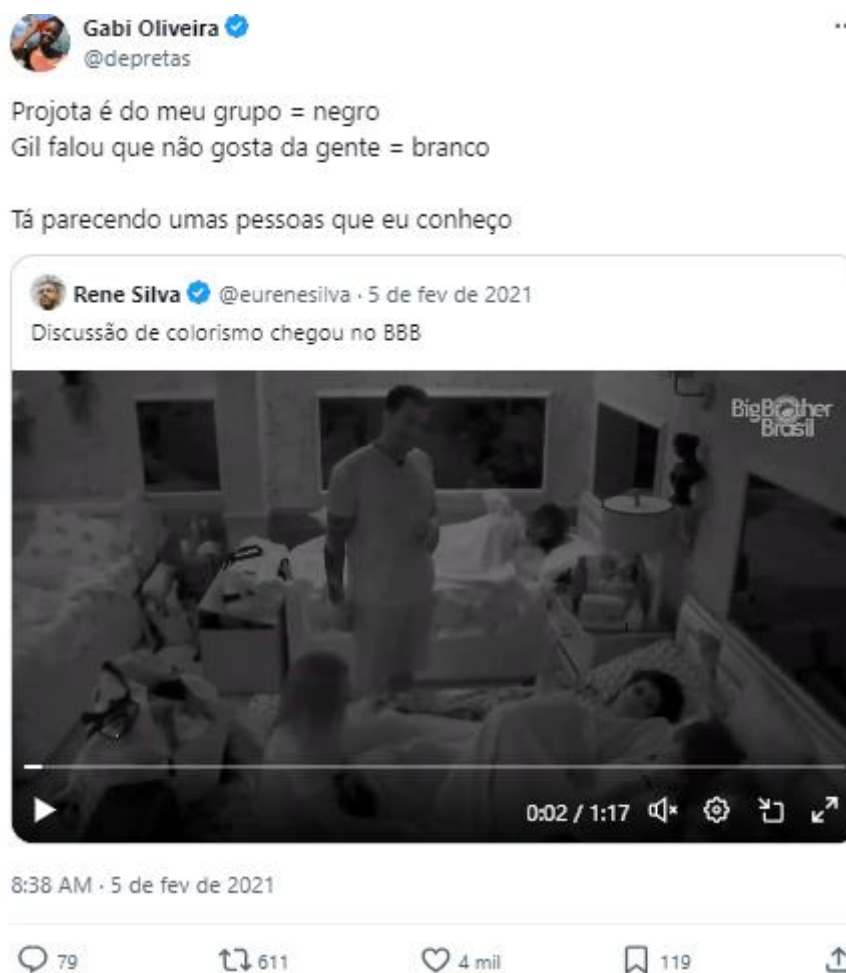 Gabi Oliveira
@depretas
Projota é do meu grupo = negro
Gil falou que não gosta da gente = branco
Tá parecendo umas pessoas que eu conheço
Rene Silva @eurenesilva · 5 de fev de 2021
Discussão de colorismo chegou no BBB
BigBrother
Brasil
0:02 / 1:17
8:38 AM · 5 de fev de 2021
79 611 4 mil 119